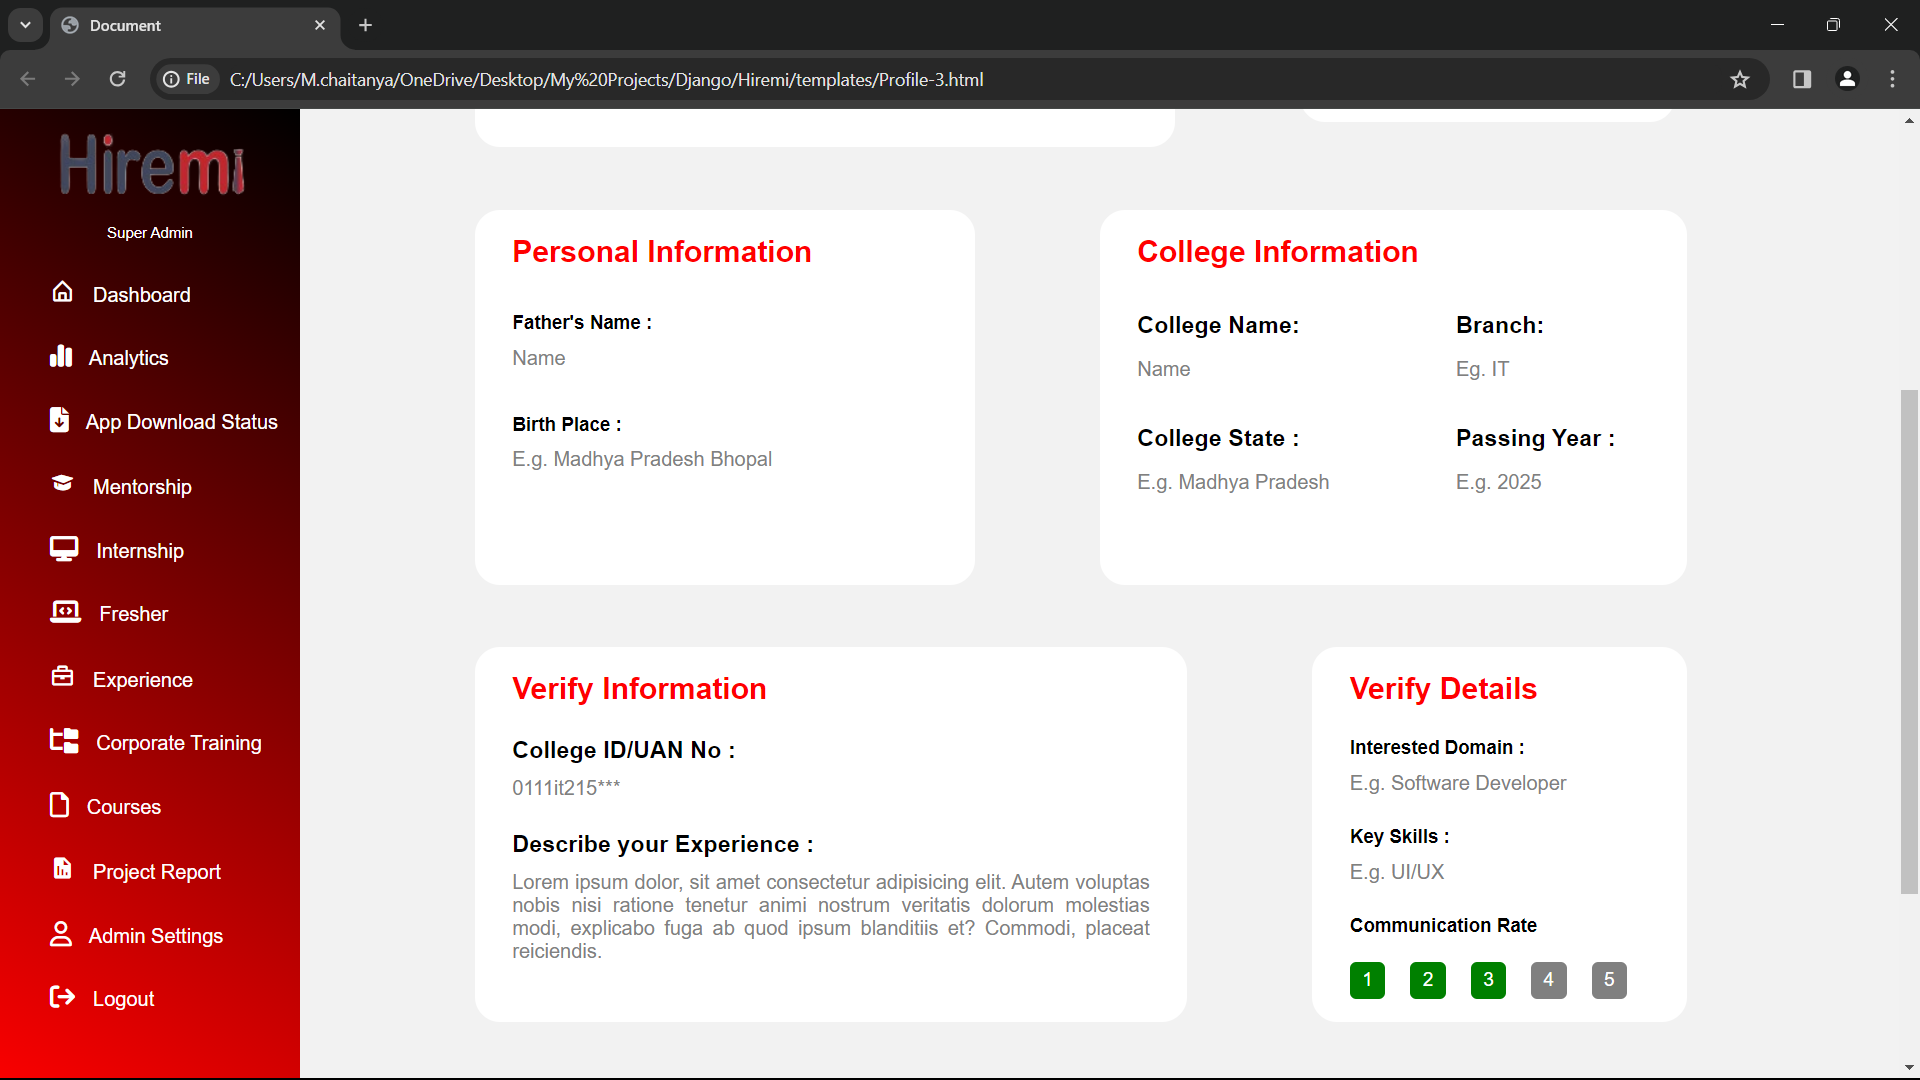 Document
File
C:/Users/M.chaitanya/OneDrive/Desktop/My%20Projects/Django/Hiremi/templates/Profile-3.html
Hiremi
Super Admin
Dashboard
Analytics
App Download Status
Mentorship
Internship
Fresher
Experience
Corporate Training
Courses
Project Report
Admin Settings
Logout
Personal Information
Father's Name :
Name
Birth Place :
E.g. Madhya Pradesh Bhopal
College Information
College Name:
Name
Branch:
Eg. IT
College State :
E.g. Madhya Pradesh
Passing Year :
E.g. 2025
Verify Information
College ID/UAN No :
0111it215***
Describe your Experience :
Lorem ipsum dolor, sit amet consectetur adipisicing elit. Autem voluptas
nobis nisi ratione tenetur animi nostrum veritatis dolorum molestias
modi, explicabo fuga ab quod ipsum blanditiis et? Commodi, placeat
reiciendis.
Verify Details
Interested Domain :
E.g. Software Developer
Key Skills :
E.g. UI/UX
Communication Rate
1 2 3 4 5